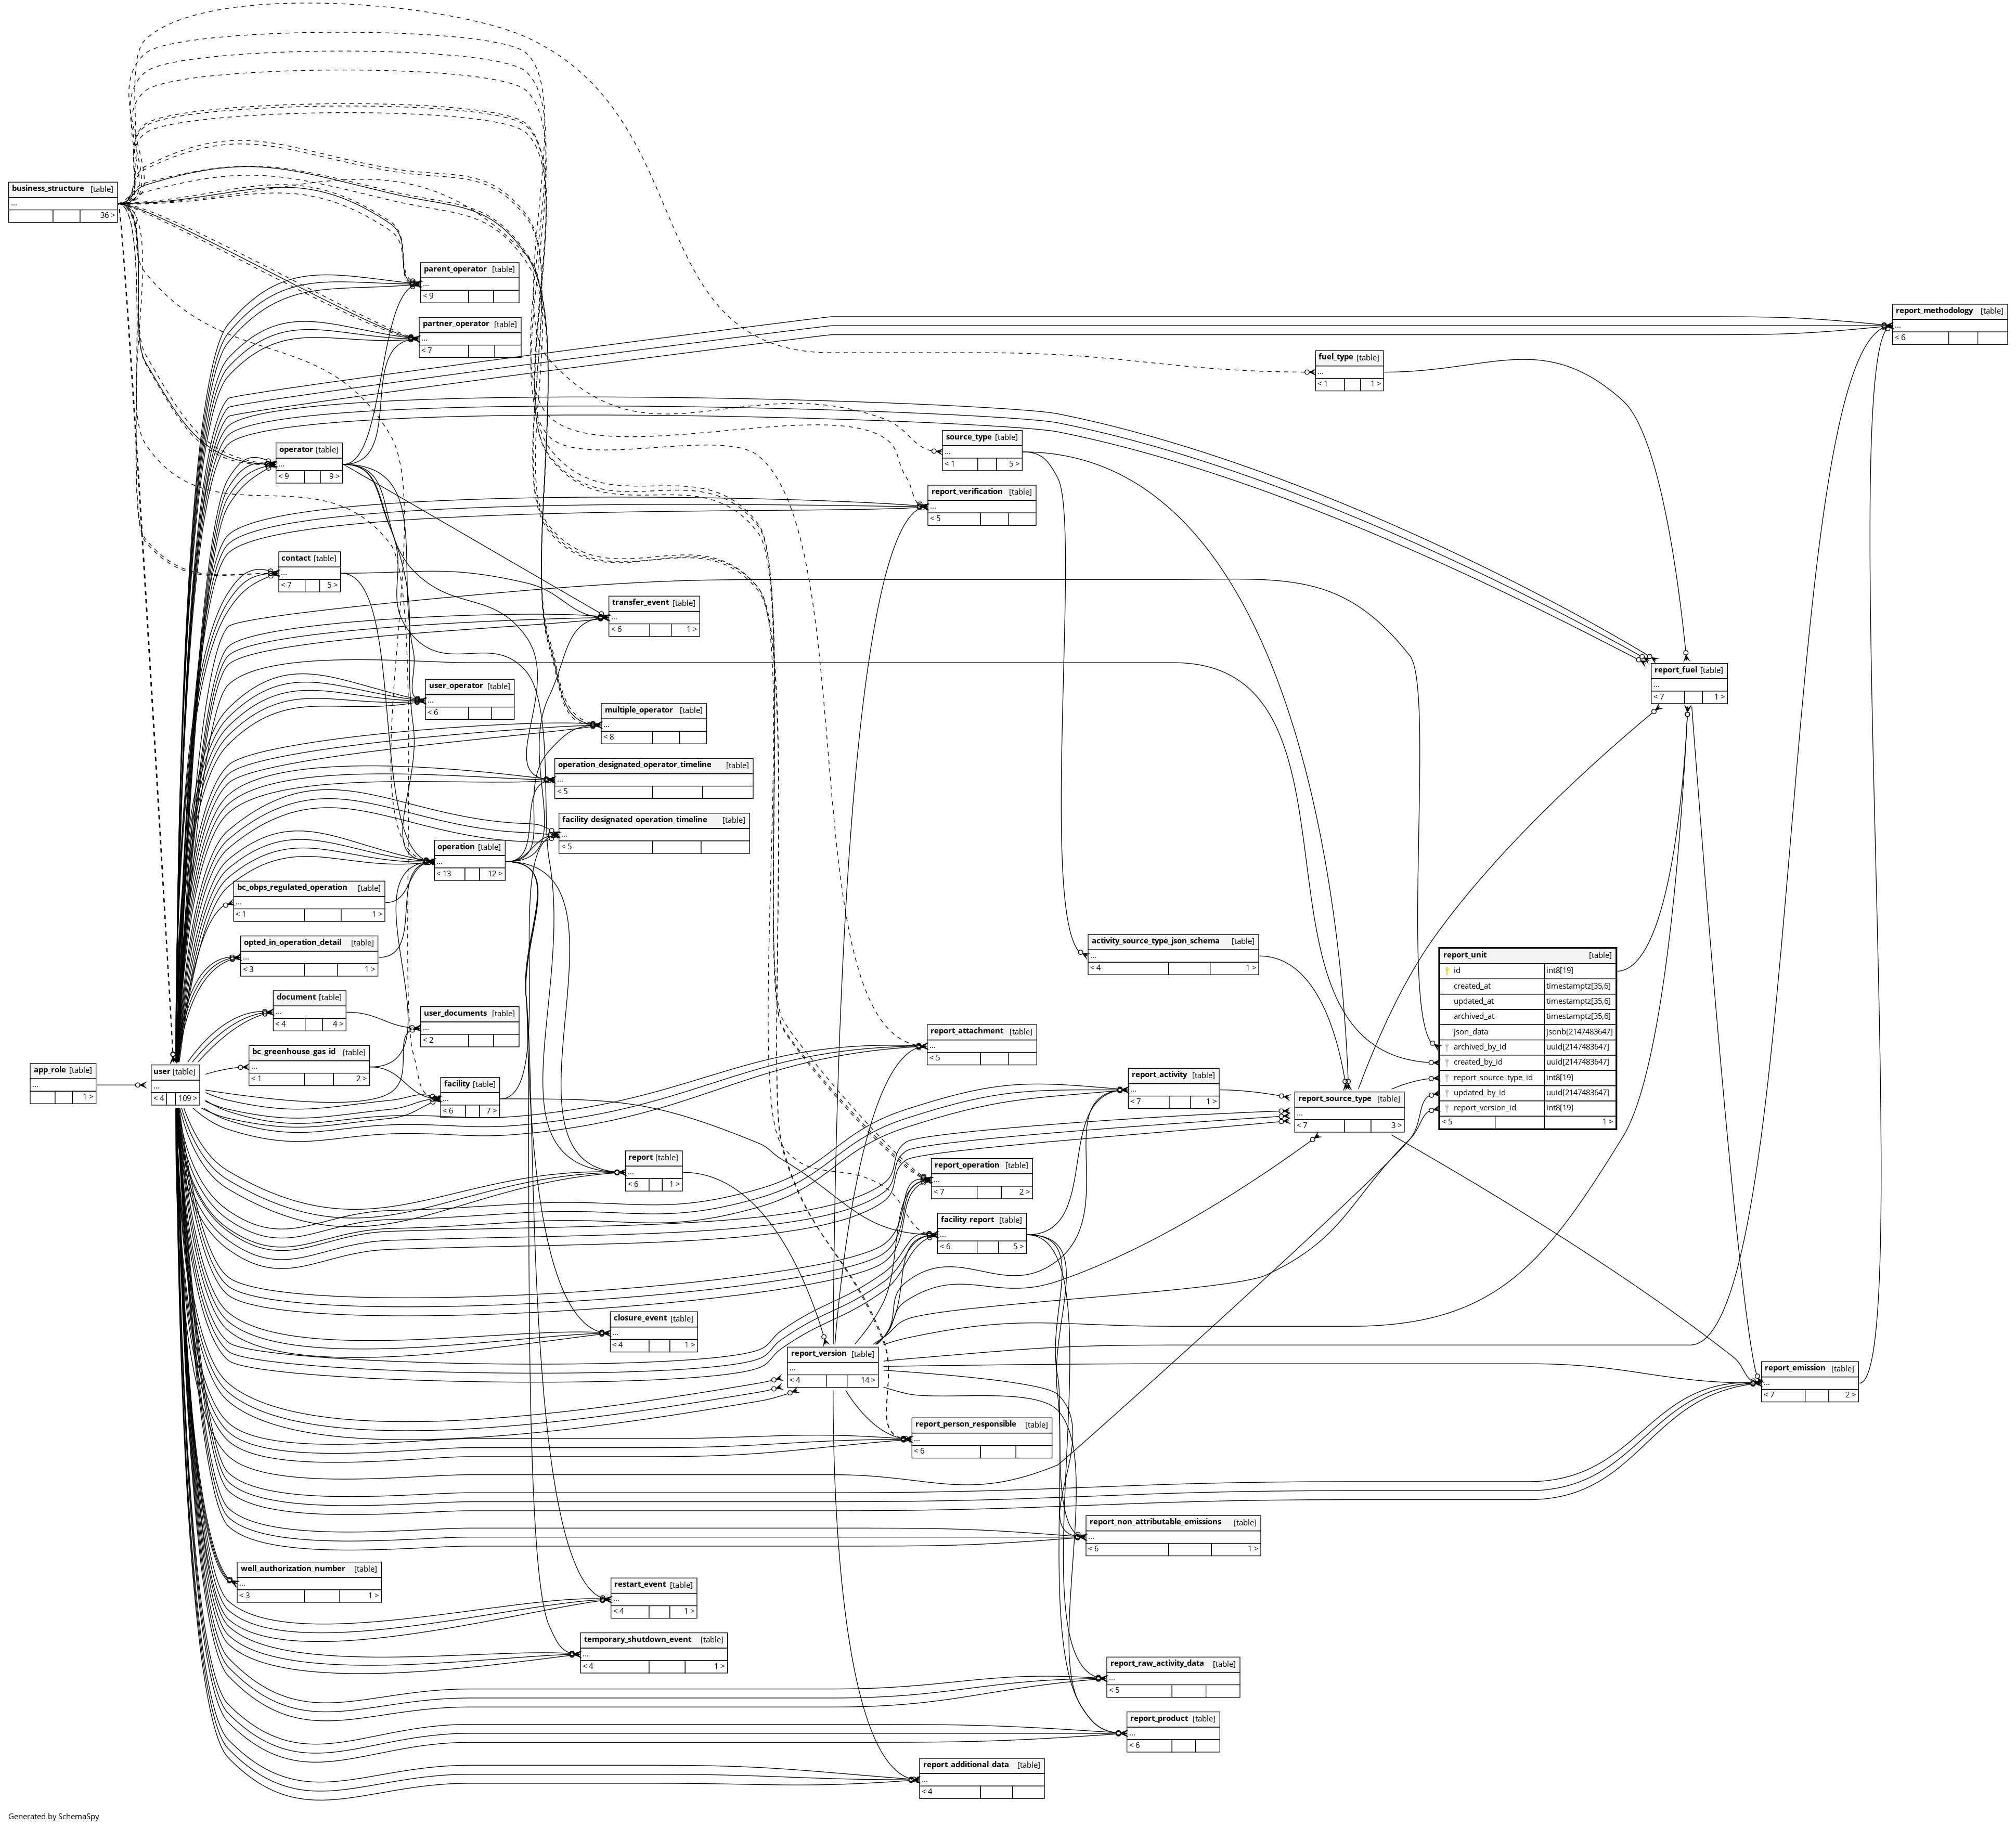 business_structure [table]
...
36 >
parent_operator [table]
...
< 9
partner_operator [table]
...
< 7
report_methodology [table]
...
< 6
fuel_type [table]
...
< 1 1 >
source_type [table]
...
< 1 5 >
operator [table]
...
< 9 9 >
report_verification [table]
...
< 5
contact [table]
...
< 7 5 >
transfer_event [table]
...
< 6 1 >
report_fuel [table]
...
< 7 1 >
user_operator [table]
...
< 6
multiple_operator [table]
...
< 8
operation_designated_operator_timeline [table]
...
< 5
facility_designated_operation_timeline [table]
...
< 5
operation [table]
...
< 13 12 >
bc_obps_regulated_operation [table]
...
< 1 1 >
opted_in_operation_detail [table]
...
< 3 1 >
activity_source_type_json_schema [table]
...
< 4 1 >
report_unit [table]
id int8[19]
created_at timestamptz[35,6]
updated_at timestamptz[35,6]
archived_at timestamptz[35,6]
json_data jsonb[2147483647]
archived_by_id uuid[2147483647]
created_by_id uuid[2147483647]
report_source_type_id int8[19]
updated_by_id uuid[2147483647]
report_version_id int8[19]
< 5 1 >
document [table]
...
< 4 4 >
user_documents [table]
...
< 2
report_attachment [table]
...
< 5
bc_greenhouse_gas_id [table]
...
< 1 2 >
app_role [table]
...
1 >
user [table]
...
< 4 109 >
facility [table]
...
< 6 7 >
report_activity [table]
...
< 7 1 >
report_source_type [table]
...
< 7 3 >
report [table]
...
< 6 1 >
report_operation [table]
...
< 7 2 >
facility_report [table]
...
< 6 5 >
closure_event [table]
...
< 4 1 >
report_version [table]
...
< 4 14 >
report_emission [table]
...
< 7 2 >
report_person_responsible [table]
...
< 6
report_non_attributable_emissions [table]
...
< 6 1 >
well_authorization_number [table]
...
< 3 1 >
restart_event [table]
...
< 4 1 >
temporary_shutdown_event [table]
...
< 4 1 >
report_raw_activity_data [table]
...
< 5
report_product [table]
...
< 6
report_additional_data [table]
...
< 4
Generated by SchemaSpy